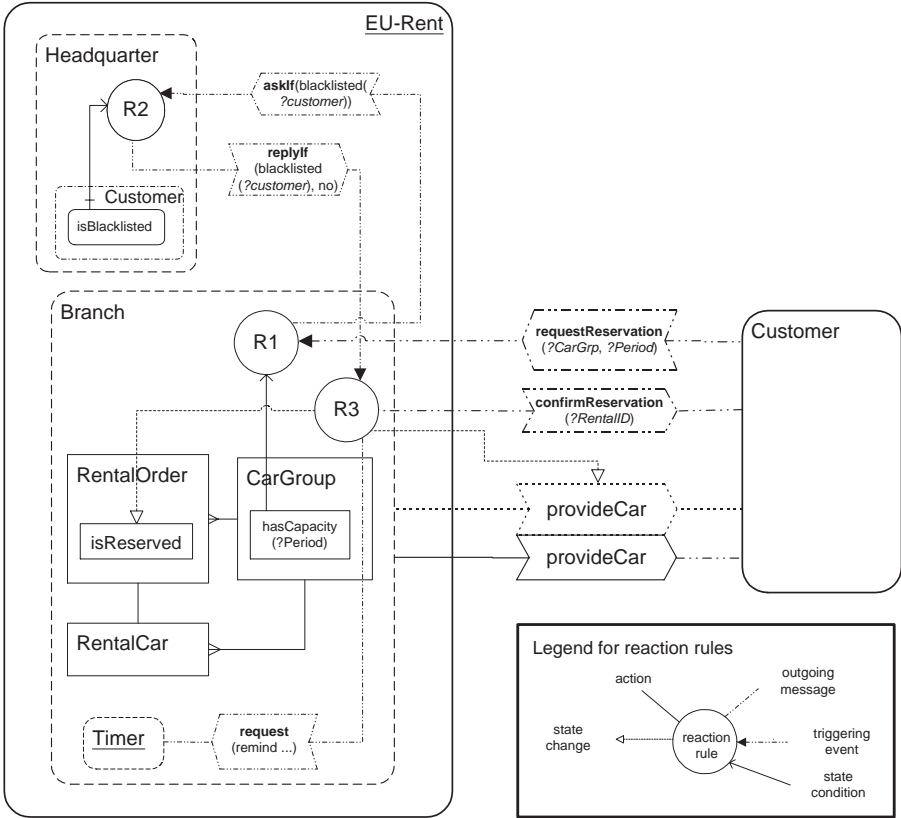 EU-Rent
Headquarter
R2
askIf(blacklisted(
?customer))
replyIf
(blacklisted
(?customer), no)
Customer
isBlacklisted
Branch
R1
requestReservation
(?CarGrp, ?Period)
Customer
R3
confirmReservation
(?RentalID)
RentalOrder
CarGroup
isReserved
hasCapacity
(?Period)
provideCar
provideCar
RentalCar
Timer
request
(remind ...)
Legend for reaction rules
action
outgoing
message
state
change
reaction
rule
triggering
event
state
condition